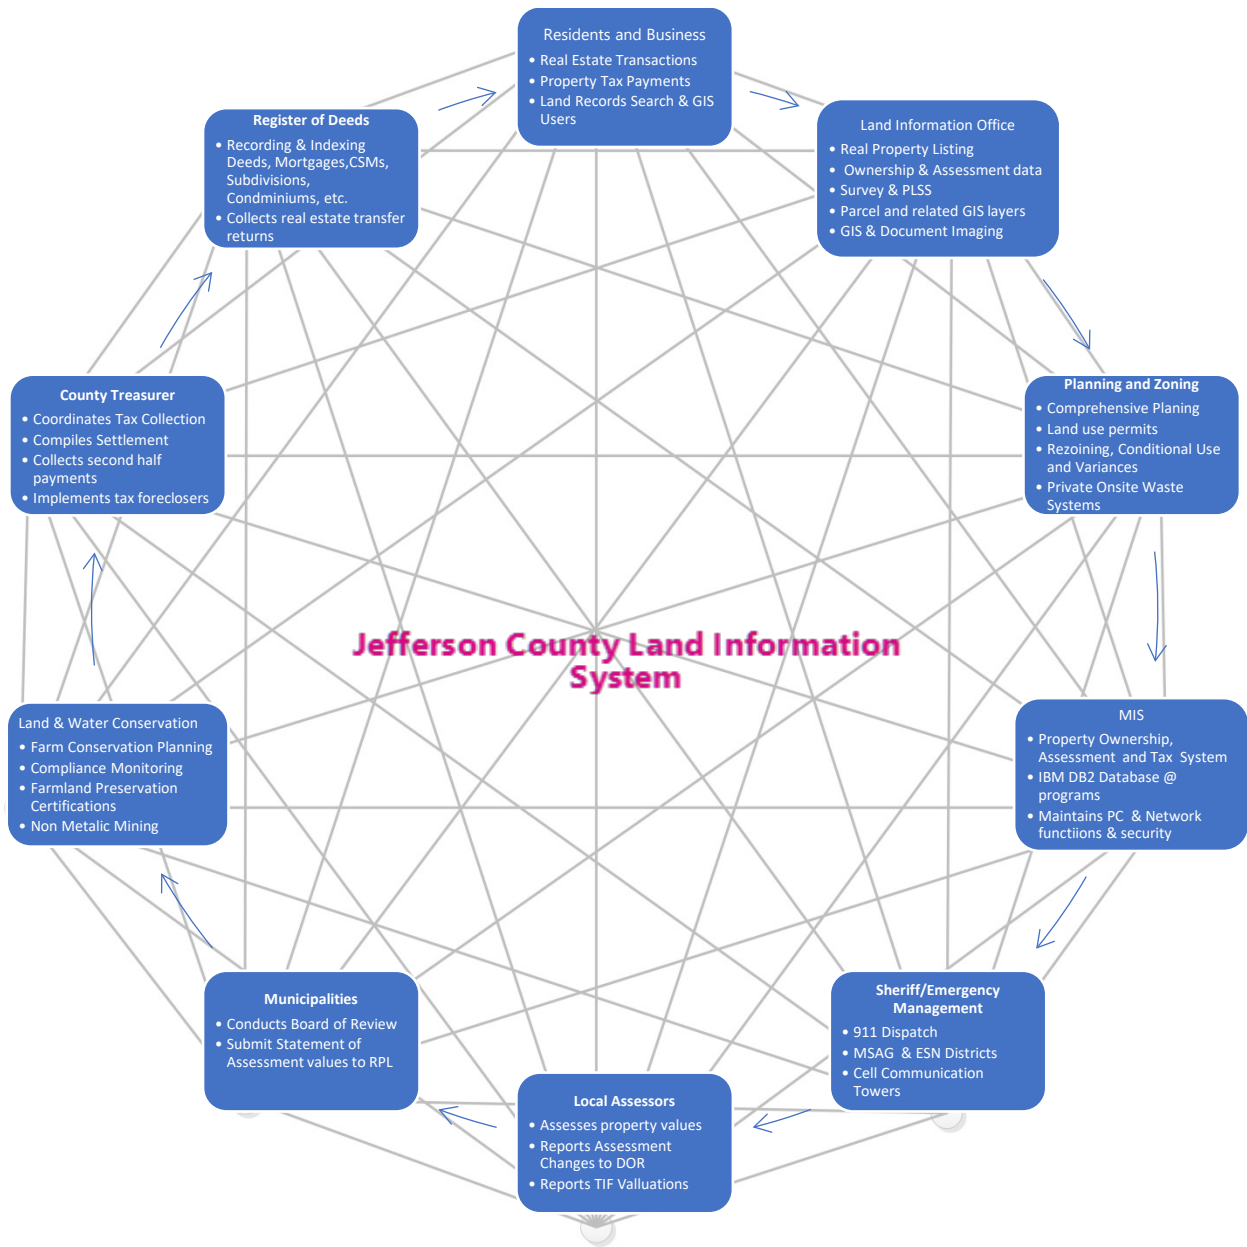 Residents and Business
• Real Estate Transactions
• Property Tax Payments
• Land Records Search & GIS
Users
Land Information Office
• Real Property Listing
• Ownership & Assessment data
• Survey & PLSS
• Parcel and related GIS layers
• GIS & Document Imaging
Planning and Zoning
• Comprehensive Planing
• Land use permits
• Rezoining, Conditional Use
and Variances
• Private Onsite Waste
Systems
MIS
• Property Ownership,
Assessment and Tax System
• IBM DB2 Database @
programs
• Maintains PC & Network
functiions & security
Sheriff/Emergency
Management
• 911 Dispatch
• MSAG & ESN Districts
• Cell Communication
Towers
Local Assessors
• Assesses property values
• Reports Assessment
Changes to DOR
• Reports TIF Valluations
Municipalities
• Conducts Board of Review
• Submit Statement of
Assessment values to RPL
Land & Water Conservation
• Farm Conservation Planning
• Compliance Monitoring
• Farmland Preservation
Certifications
• Non Metalic Mining
County Treasurer
• Coordinates Tax Collection
• Compiles Settlement
• Collects second half
payments
• Implements tax foreclosers
Register of Deeds
• Recording & Indexing
Deeds, Mortgages,CSMs,
Subdivisions,
Condminiums, etc.
• Collects real estate transfer
returns
Jefferson County Land Information
System